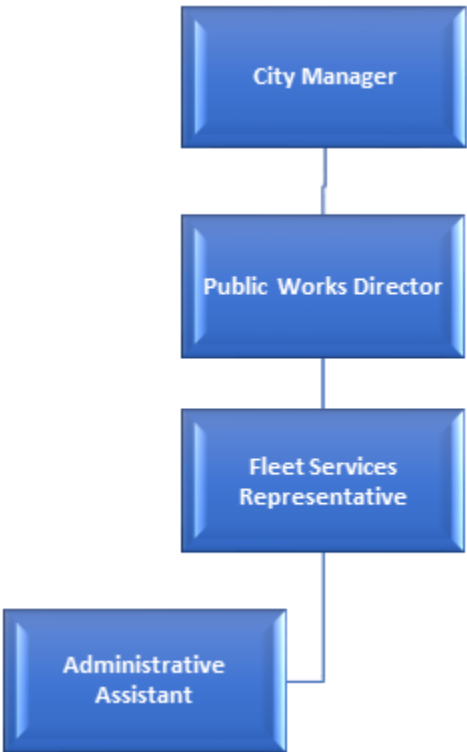 City Manager
Public Works Director
Fleet Services
Representative
Administrative
Assistant